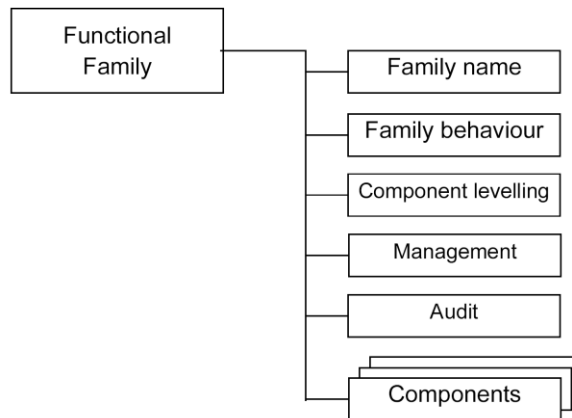 Functional
Family
Family name
Family behaviour
Component levelling
Management
Audit
Components